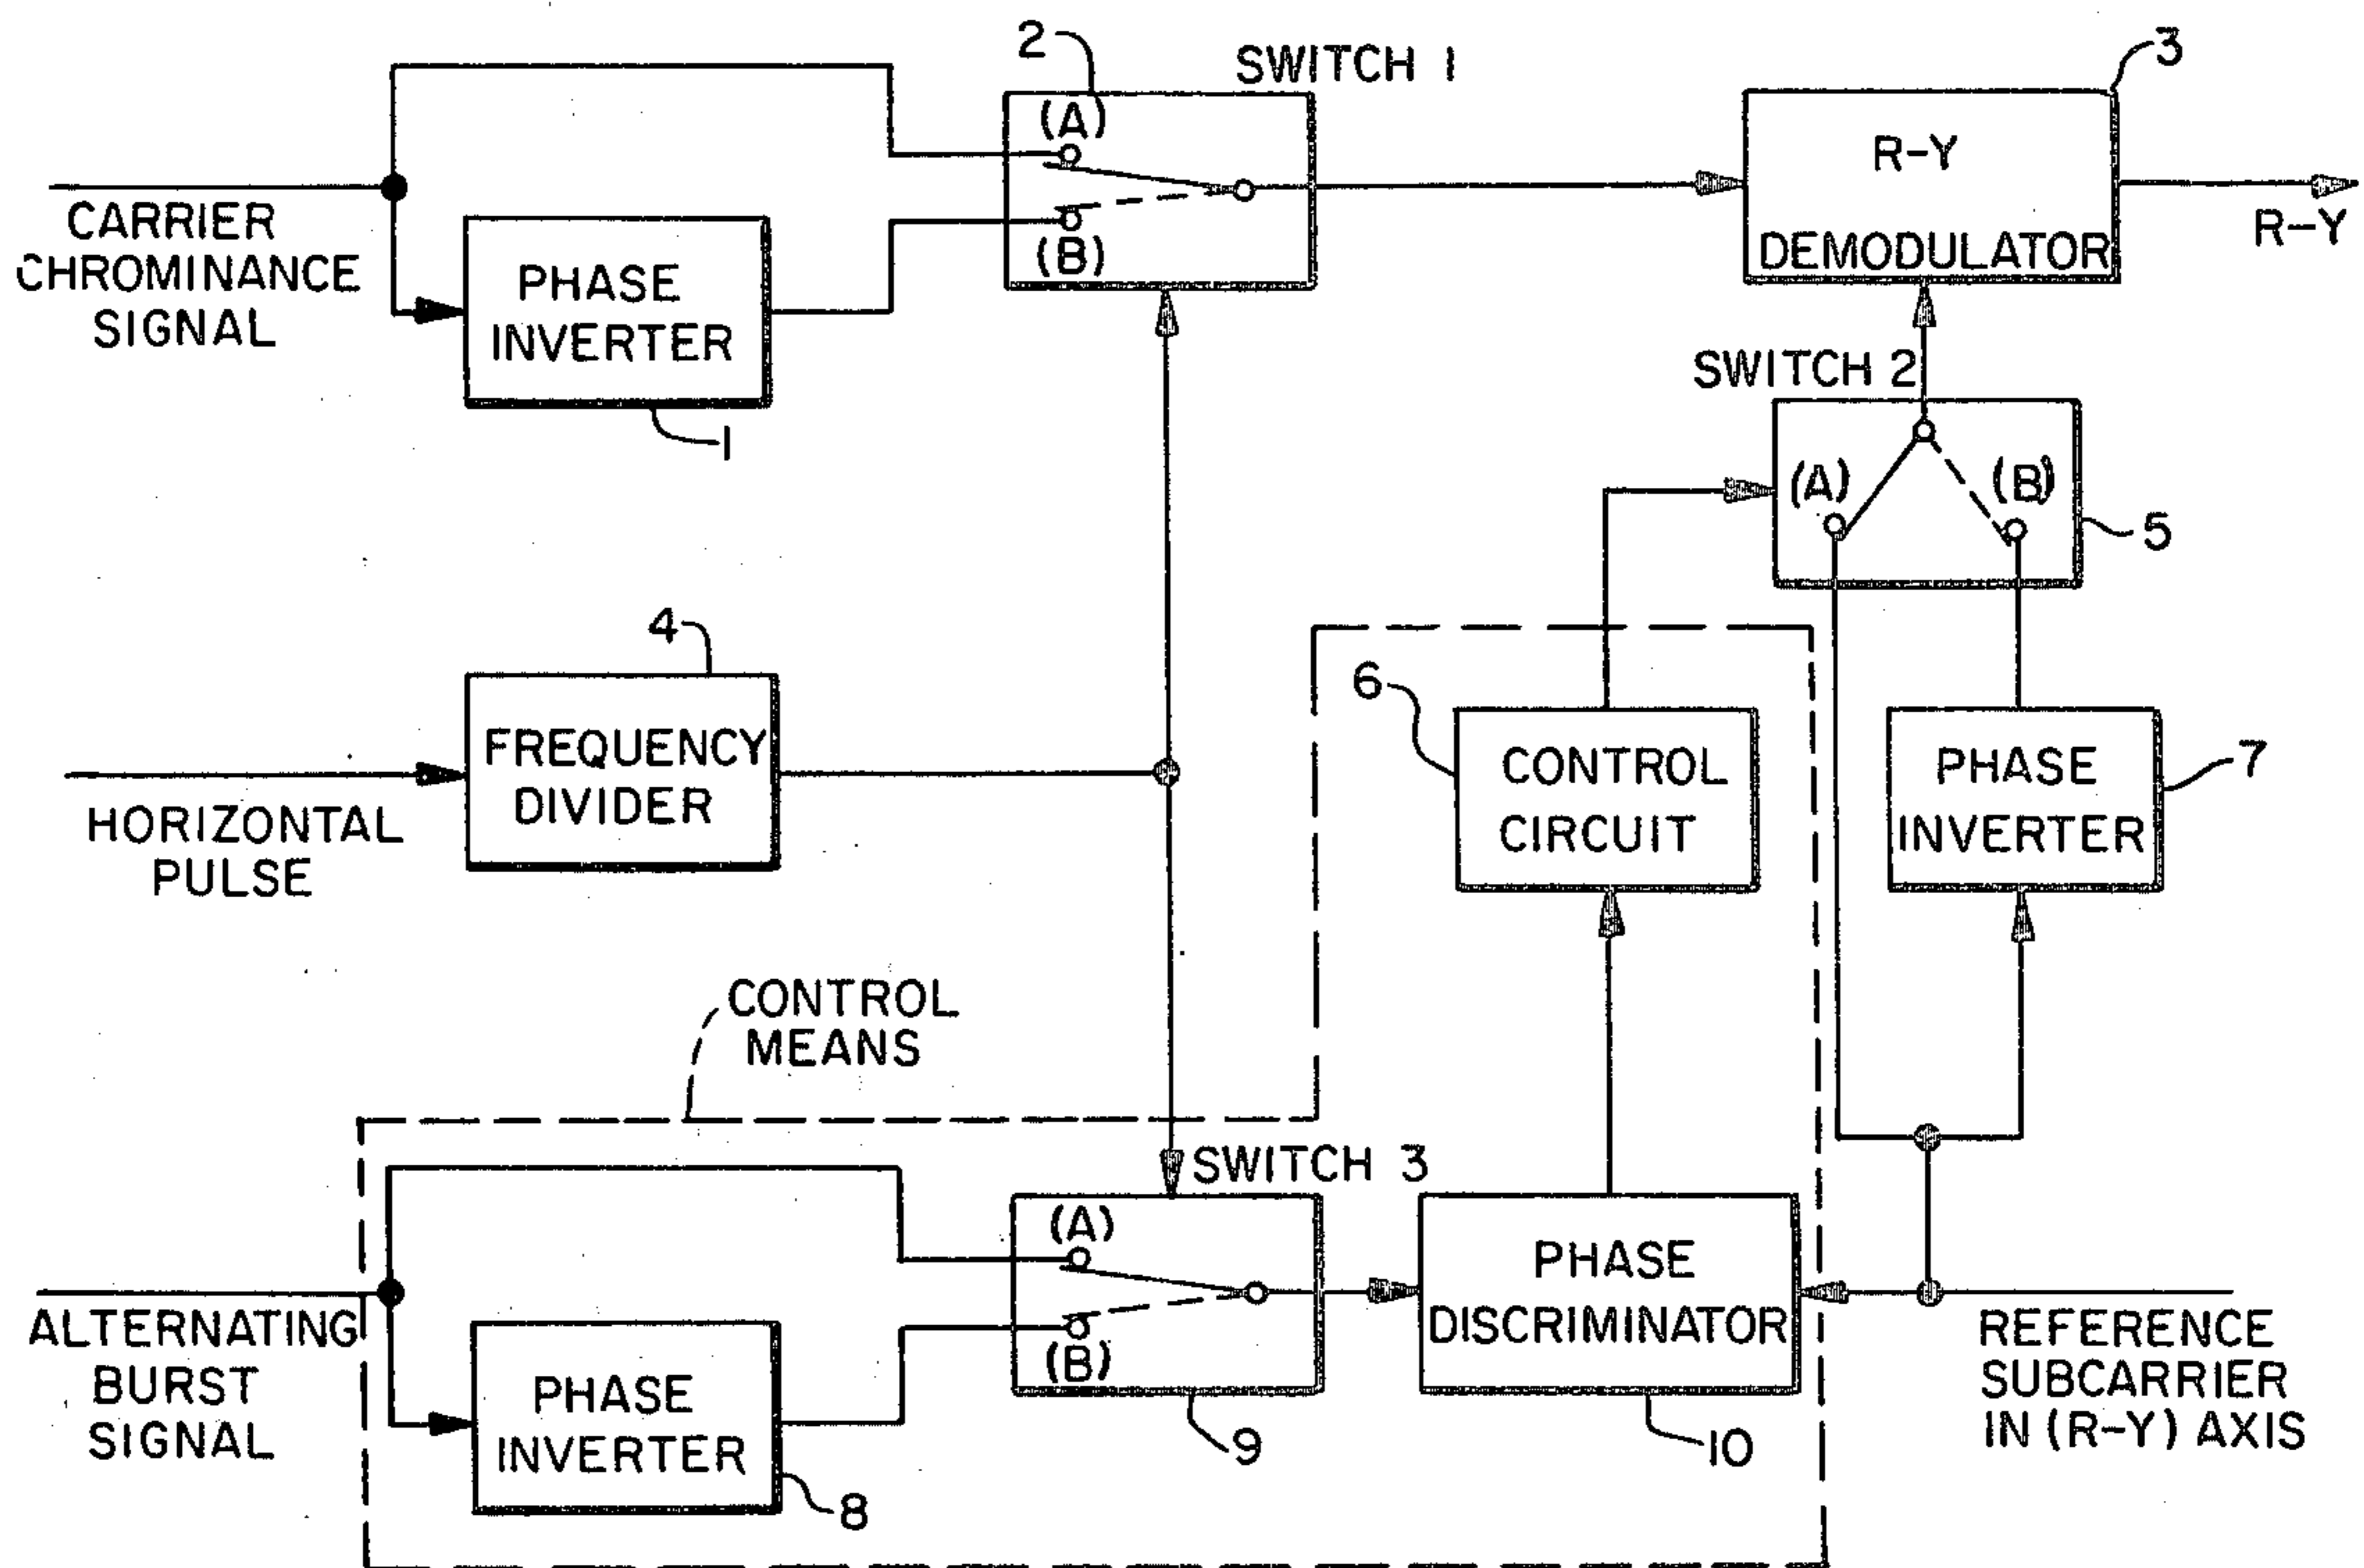 2
SWITCH 1
3
(A)
(B)
R-Y
DEMODULATOR
R-Y
CARRIER
CHROMINANCE
SIGNAL
PHASE
INVERTER
1
SWITCH 2
(A)
(B)
5
4
FREQUENCY
DIVIDER
HORIZONTAL
PULSE
6
CONTROL
CIRCUIT
PHASE
INVERTER
7
CONTROL
MEANS
SWITCH 3
(A)
(B)
9
ALTERNATING
BURST
SIGNAL
PHASE
INVERTER
8
PHASE
DISCRIMINATOR
10
REFERENCE
SUBCARRIER
IN (R-Y) AXIS